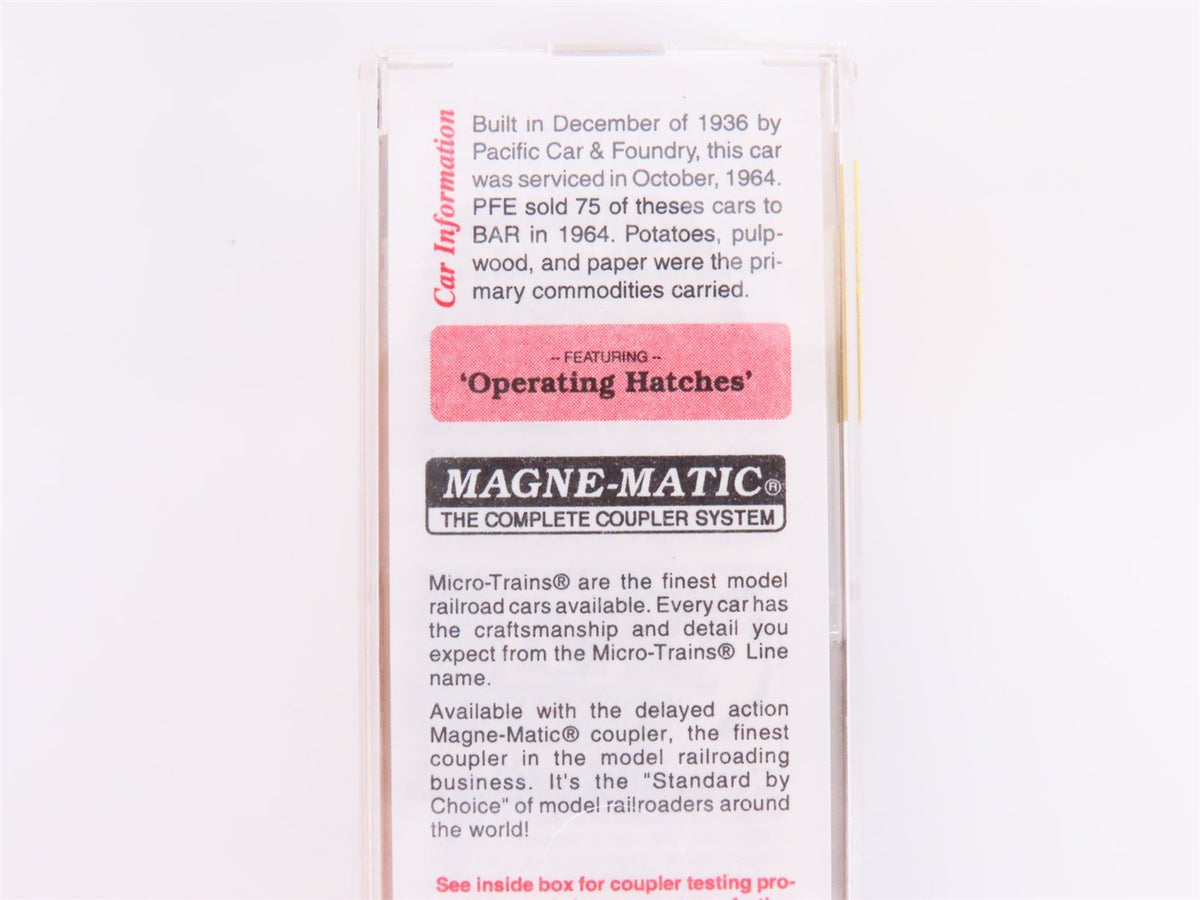 Car Information
Built in December of 1936 by
Pacific Car & Foundry, this car
was serviced in October, 1964.
PFE sold 75 of theses cars to
BAR in 1964. Potatoes, pulp-
wood, and paper were the pri-
mary commodities carried.
-- FEATURING --
'Operating Hatches'
MAGNE-MATIC®
THE COMPLETE COUPLER SYSTEM
Micro-Trains® are the finest model
railroad cars available. Every car has
the craftsmanship and detail you
expect from the Micro-Trains® Line
name.
Available with the delayed action
Magne-Matic® coupler, the finest
coupler in the model railroading
business. It's the "Standard by
Choice" of model railroaders around
the world!
See inside box for coupler testing pro-